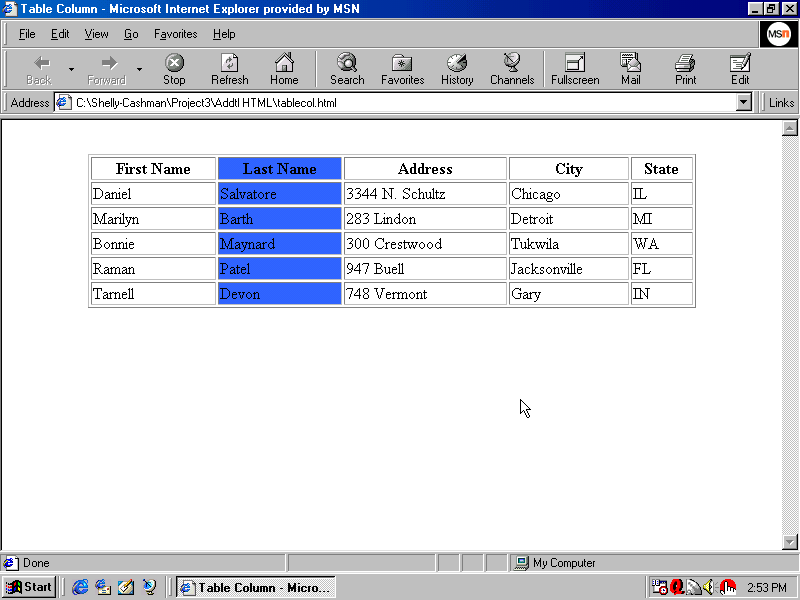 Table Column - Microsoft Internet Explorer provided by MSN
File Edit View Go Favorites Help
msn
Back Forward Stop Refresh Home Search Favorites History Channels Fullscreen Mail Print Edit
Address C:\Shelly-Cashman\Project3\Addtl HTML\tablecol.html Links
First Name Last Name Address City State
Daniel Salvatore 3344 N. Schultz Chicago IL
Marilyn Barth 283 Lindon Detroit MI
Bonnie Maynard 300 Crestwood Tukwila WA
Raman Patel 947 Buell Jacksonville FL
Tarnell Devon 748 Vermont Gary IN
Done My Computer
Start Table Column - Micro... 2:53 PM